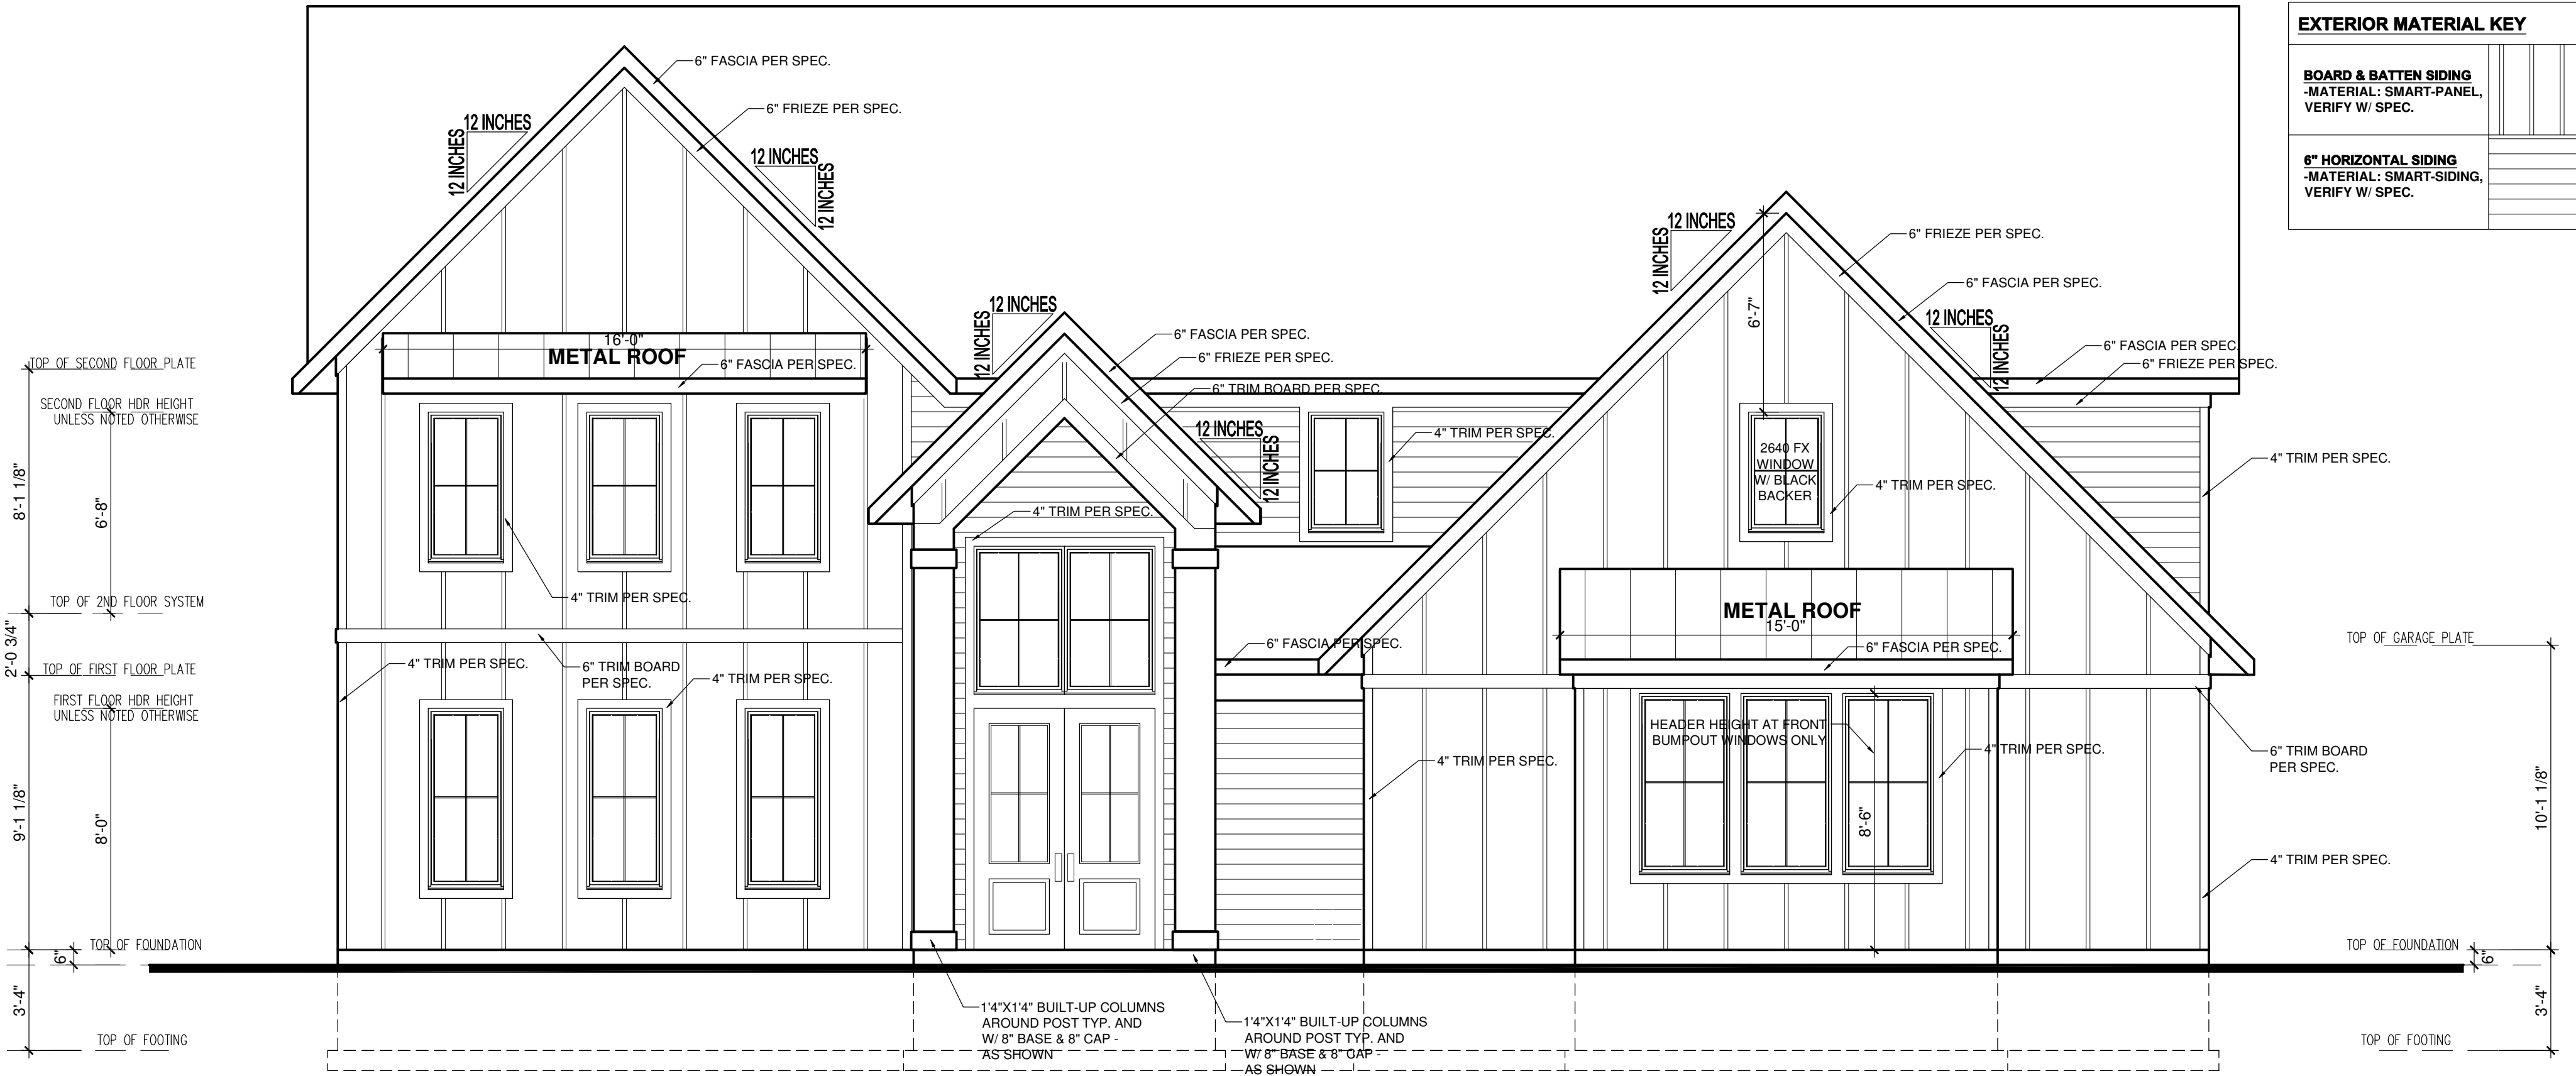 EXTERIOR MATERIAL KEY
BOARD & BATTEN SIDING
-MATERIAL: SMART-PANEL,
VERIFY W/ SPEC.
6" HORIZONTAL SIDING
-MATERIAL: SMART-SIDING,
VERIFY W/ SPEC.
6" FASCIA PER SPEC.
6" FRIEZE PER SPEC.
12 INCHES
12 INCHES
12 INCHES
12 INCHES
12 INCHES
12 INCHES
6" FRIEZE PER SPEC.
6" FASCIA PER SPEC.
6'-7"
12 INCHES
12 INCHES
12 INCHES
12 INCHES
6" FASCIA PER SPEC.
6" FRIEZE PER SPEC.
6" FASCIA PER SPEC.
6" FRIEZE PER SPEC.
6" TRIM BOARD PER SPEC.
16'-0"
METAL ROOF
6" FASCIA PER SPEC.
TOP OF SECOND FLOOR PLATE
SECOND FLOOR HDR HEIGHT
UNLESS NOTED OTHERWISE
8'-1 1/8"
6'-8"
12 INCHES
12 INCHES
4" TRIM PER SPEC.
2640 FX
WINDOW
W/ BLACK
BACKER
4" TRIM PER SPEC.
4" TRIM PER SPEC.
4" TRIM PER SPEC.
4" TRIM PER SPEC.
TOP OF 2ND FLOOR SYSTEM
2'-0 3/4"
METAL ROOF
15'-0"
6" FASCIA PER SPEC.
6" FASCIA PER SPEC.
TOP OF GARAGE PLATE
TOP OF FIRST FLOOR PLATE
4" TRIM PER SPEC.
6" TRIM BOARD
PER SPEC.
4" TRIM PER SPEC.
FIRST FLOOR HDR HEIGHT
UNLESS NOTED OTHERWISE
HEADER HEIGHT AT FRONT
BUMPOUT WINDOWS ONLY
4" TRIM PER SPEC.
4" TRIM PER SPEC.
6" TRIM BOARD
PER SPEC.
9'-1 1/8"
8'-0"
8'-6"
10'-1 1/8"
4" TRIM PER SPEC.
TOP OF FOUNDATION
6"
TOP OF FOUNDATION
6"
3'-4"
3'-4"
1'4"X1'4" BUILT-UP COLUMNS
AROUND POST TYP. AND
W/ 8" BASE & 8" CAP -
AS SHOWN
1'4"X1'4" BUILT-UP COLUMNS
AROUND POST TYP. AND
W/ 8" BASE & 8" CAP -
AS SHOWN
TOP OF FOOTING
TOP OF FOOTING